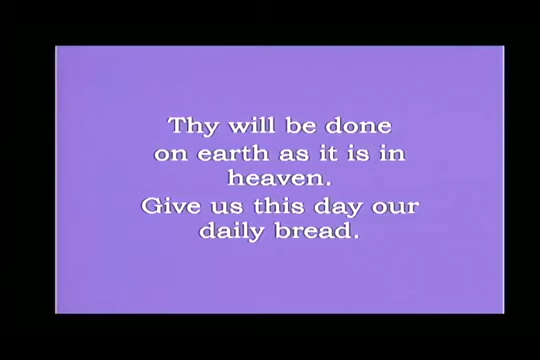 Thy will be done
on earth as it is in
heaven.
Give us this day our
daily bread.